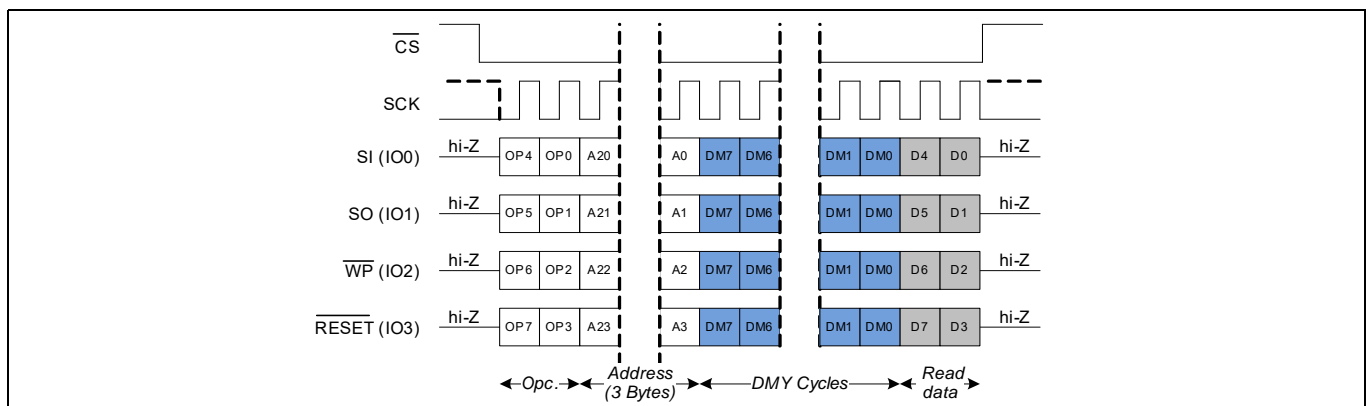 CS
SCK
SI (IO0) hi-Z OP4 OP0 A20 A0 DM7 DM6 DM1 DM0 D4 D0 hi-Z
SO (IO1) hi-Z OP5 OP1 A21 A1 DM7 DM6 DM1 DM0 D5 D1 hi-Z
WP (IO2) hi-Z OP6 OP2 A22 A2 DM7 DM6 DM1 DM0 D6 D2 hi-Z
RESET (IO3) hi-Z OP7 OP3 A23 A3 DM7 DM6 DM1 DM0 D7 D3 hi-Z
Opc. Address (3 Bytes) DMY Cycles Read data